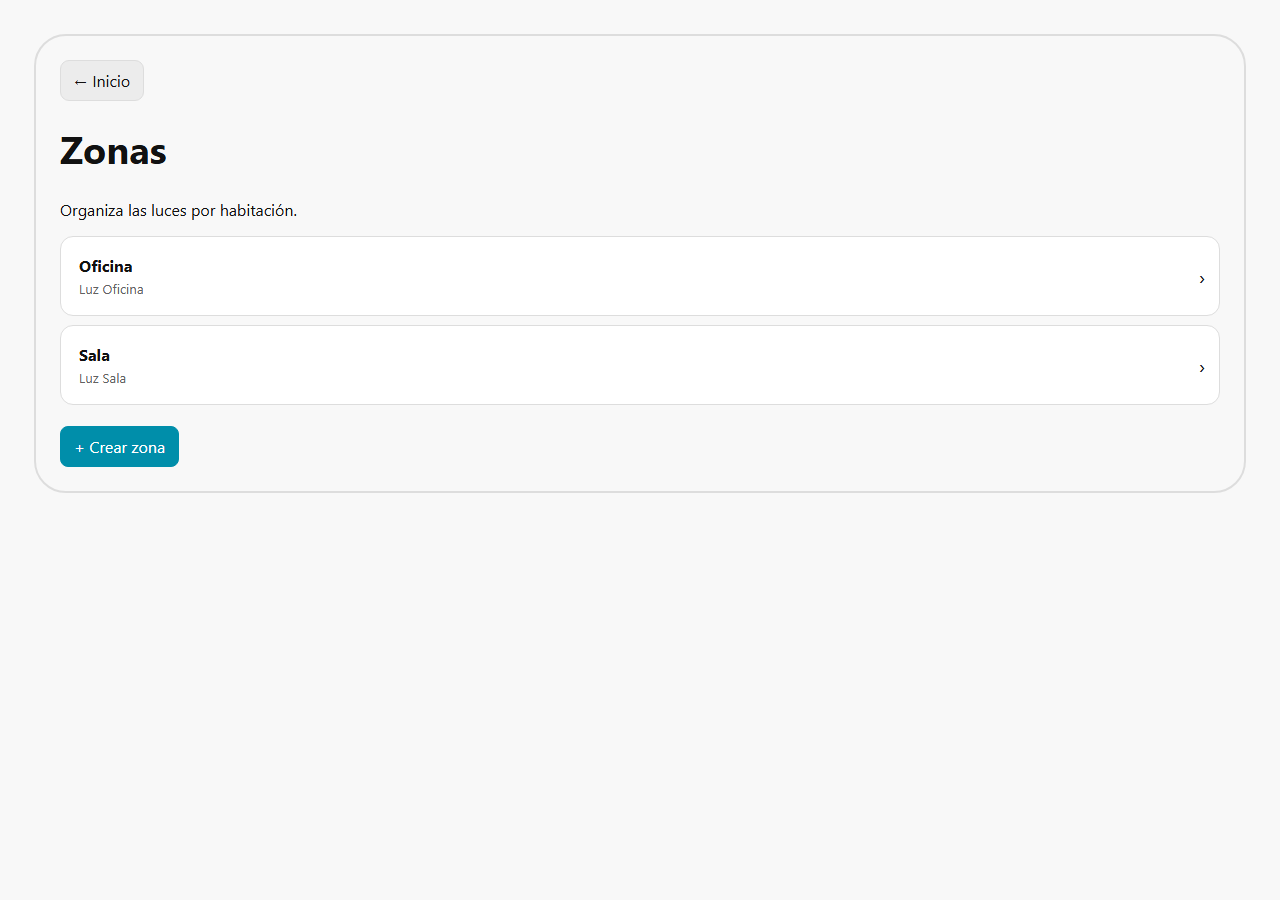 ← Inicio
Zonas
Organiza las luces por habitación.
Oficina
Luz Oficina
›
Sala
Luz Sala
›
+ Crear zona